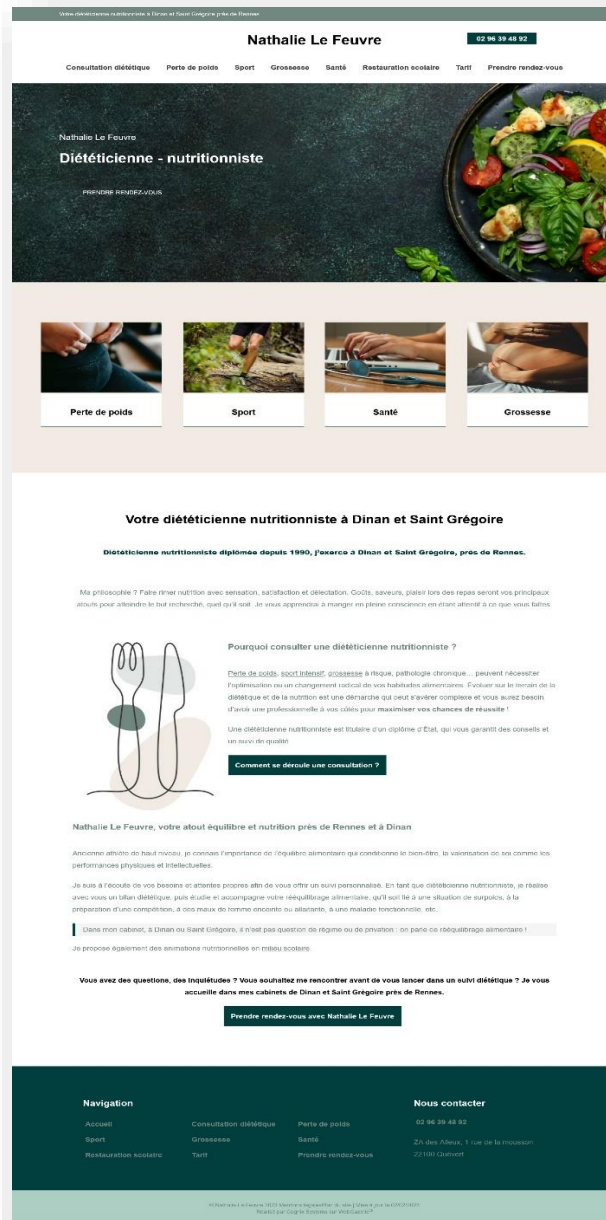 Votre diététicienne nutritionniste à Dinan et Saint Grégoire près de Rennes
Nathalie Le Feuvre
02 96 39 48 92
Consultation diététique Perte de poids Sport Grossesse Santé Restauration scolaire Tarif Prendre rendez-vous
Nathalie Le Feuvre
Diététicienne - nutritionniste
PRENDRE RENDEZ-VOUS
Perte de poids Sport Santé Grossesse
Votre diététicienne nutritionniste à Dinan et Saint Grégoire
Diététicienne nutritionniste diplômée depuis 1990, j'exerce à Dinan et Saint Grégoire, près de Rennes.
Ma philosophie ? Faire rimer nutrition avec sensation, satisfaction et délectation. Goûts, saveurs, plaisir lors des repas seront vos principaux
atouts pour atteindre le but recherché, quel qu'il soit. Je vous apprendrai à manger en pleine conscience en étant attentif à ce que vous faites.
Pourquoi consulter une diététicienne nutritionniste ?
Perte de poids, sport intensif, grossesse à risque, pathologie chronique… peuvent nécessiter
l'optimisation ou un changement radical de vos habitudes alimentaires. Évoluer sur le terrain de la
diététique et de la nutrition est une démarche qui peut s'avérer complexe et vous aurez besoin
d'avoir une professionnelle à vos côtés pour maximiser vos chances de réussite !
Une diététicienne nutritionniste est titulaire d'un diplôme d'État, qui vous garantit des conseils et
un suivi de qualité.
Comment se déroule une consultation ?
Nathalie Le Feuvre, votre atout équilibre et nutrition près de Rennes et à Dinan
Ancienne athlète de haut niveau, je connais l'importance de l'équilibre alimentaire qui conditionne le bien-être, la valorisation de soi comme les
performances physiques et intellectuelles.
Je suis à l'écoute de vos besoins et attentes propres afin de vous offrir un suivi personnalisé. En tant que diététicienne nutritionniste, je réalise
avec vous un bilan diététique, puis étudie et accompagne votre rééquilibrage alimentaire, qu'il soit lié à une situation de surpoids, à la
préparation d'une compétition, à des maux de femme enceinte ou allaitante, à une maladie fonctionnelle, etc.
Dans mon cabinet, à Dinan ou Saint Grégoire, il n'est pas question de régime ou de privation : on parle de rééquilibrage alimentaire !
Je propose également des animations nutritionnelles en milieu scolaire.
Vous avez des questions, des inquiétudes ? Vous souhaitez me rencontrer avant de vous lancer dans un suivi diététique ? Je vous
accueille dans mes cabinets de Dinan et Saint Grégoire près de Rennes.
Prendre rendez-vous avec Nathalie Le Feuvre
Navigation Nous contacter
Accueil Consultation diététique Perte de poids 02 96 39 48 92
Sport Grossesse Santé ZA des Alleux, 1 rue de la mousson
Restauration scolaire Tarif Prendre rendez-vous 22100 Quévert